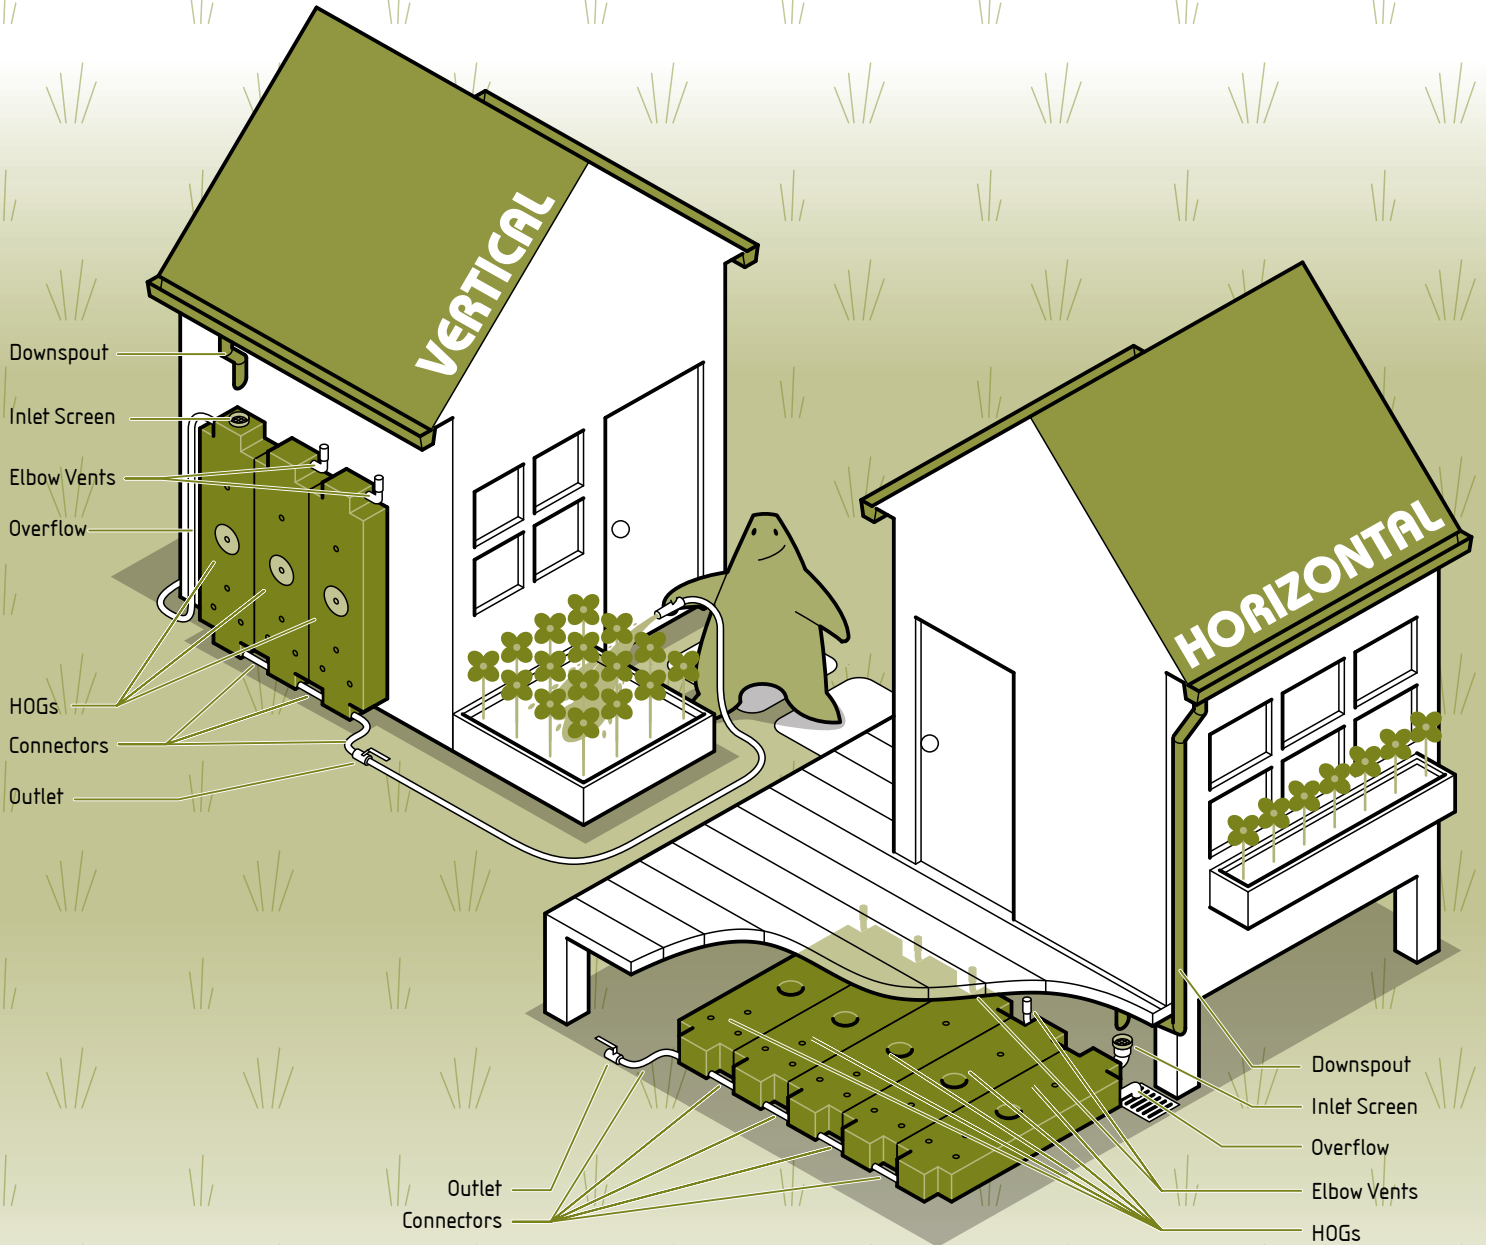 VERTICAL
Downspout
Inlet Screen
Elbow Vents
Overflow
HOGs
Connectors
Outlet
HORIZONTAL
Downspout
Inlet Screen
Overflow
Elbow Vents
HOGs
Outlet
Connectors